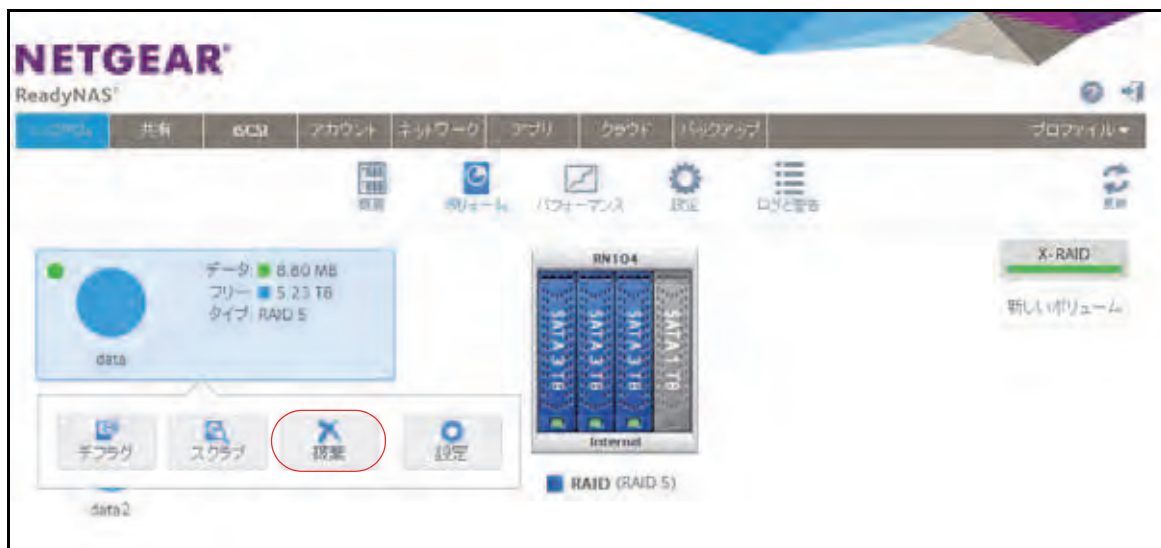 NETGEAR®
ReadyNAS®
共有 iSCSI アカウント ネットワーク アプリ クラウド バックアップ プロファイル
概要 ボリューム パフォーマンス 設定 ログと警告 更新
データ: 8.80 MB
フリー 5.23 TB
タイプ: RAID 5
data
RN104
SATA 3 TB SATA 3 TB SATA 3 TB SATA 1 TB
Internal
RAID (RAID 5)
X-RAID
新しいボリューム
デフラグ スクラブ 破棄 設定
data2